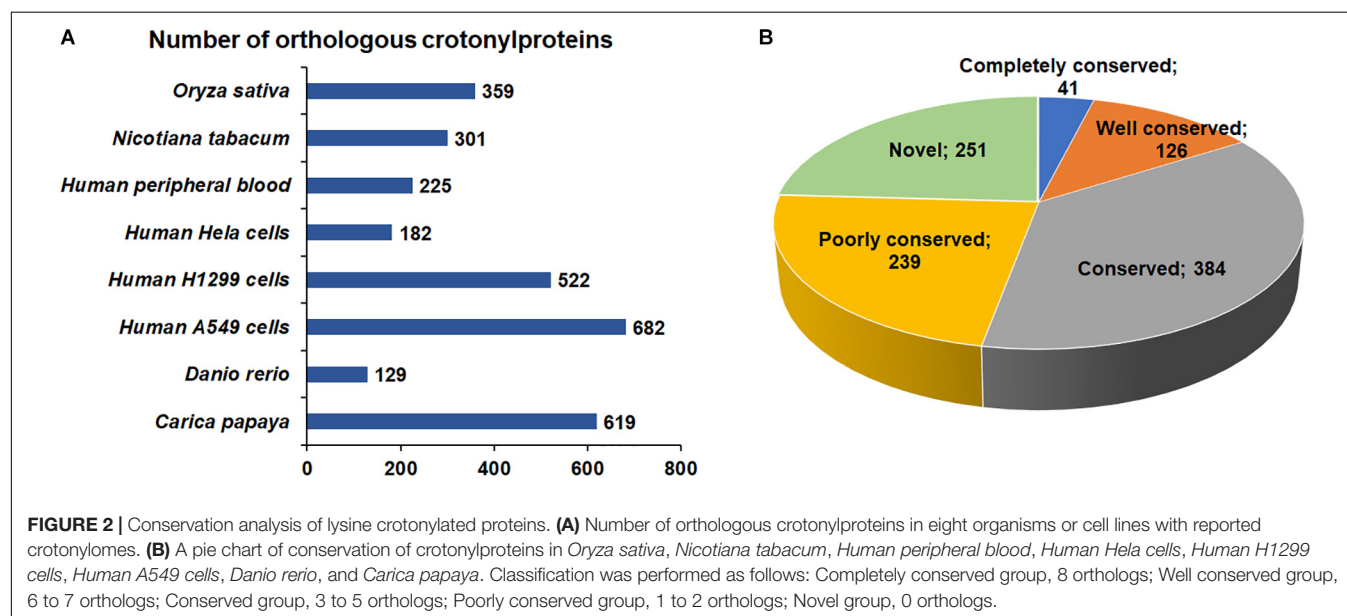 A
Number of orthologous crotonylproteins
Oryza sativa
359
Nicotiana tabacum
301
Human peripheral blood
225
Human Hela cells
182
Human H1299 cells
522
Human A549 cells
682
Danio rerio
129
Carica papaya
619
0
200
400
600
800
B
Completely conserved;
41
Well conserved;
126
Novel; 251
Poorly conserved;
239
Conserved; 384
FIGURE 2 | Conservation analysis of lysine crotonylated proteins. (A) Number of orthologous crotonylproteins in eight organisms or cell lines with reported
crotonylomes. (B) A pie chart of conservation of crotonylproteins in Oryza sativa, Nicotiana tabacum, Human peripheral blood, Human Hela cells, Human H1299
cells, Human A549 cells, Danio rerio, and Carica papaya. Classification was performed as follows: Completely conserved group, 8 orthologs; Well conserved group,
6 to 7 orthologs; Conserved group, 3 to 5 orthologs; Poorly conserved group, 1 to 2 orthologs; Novel group, 0 orthologs.